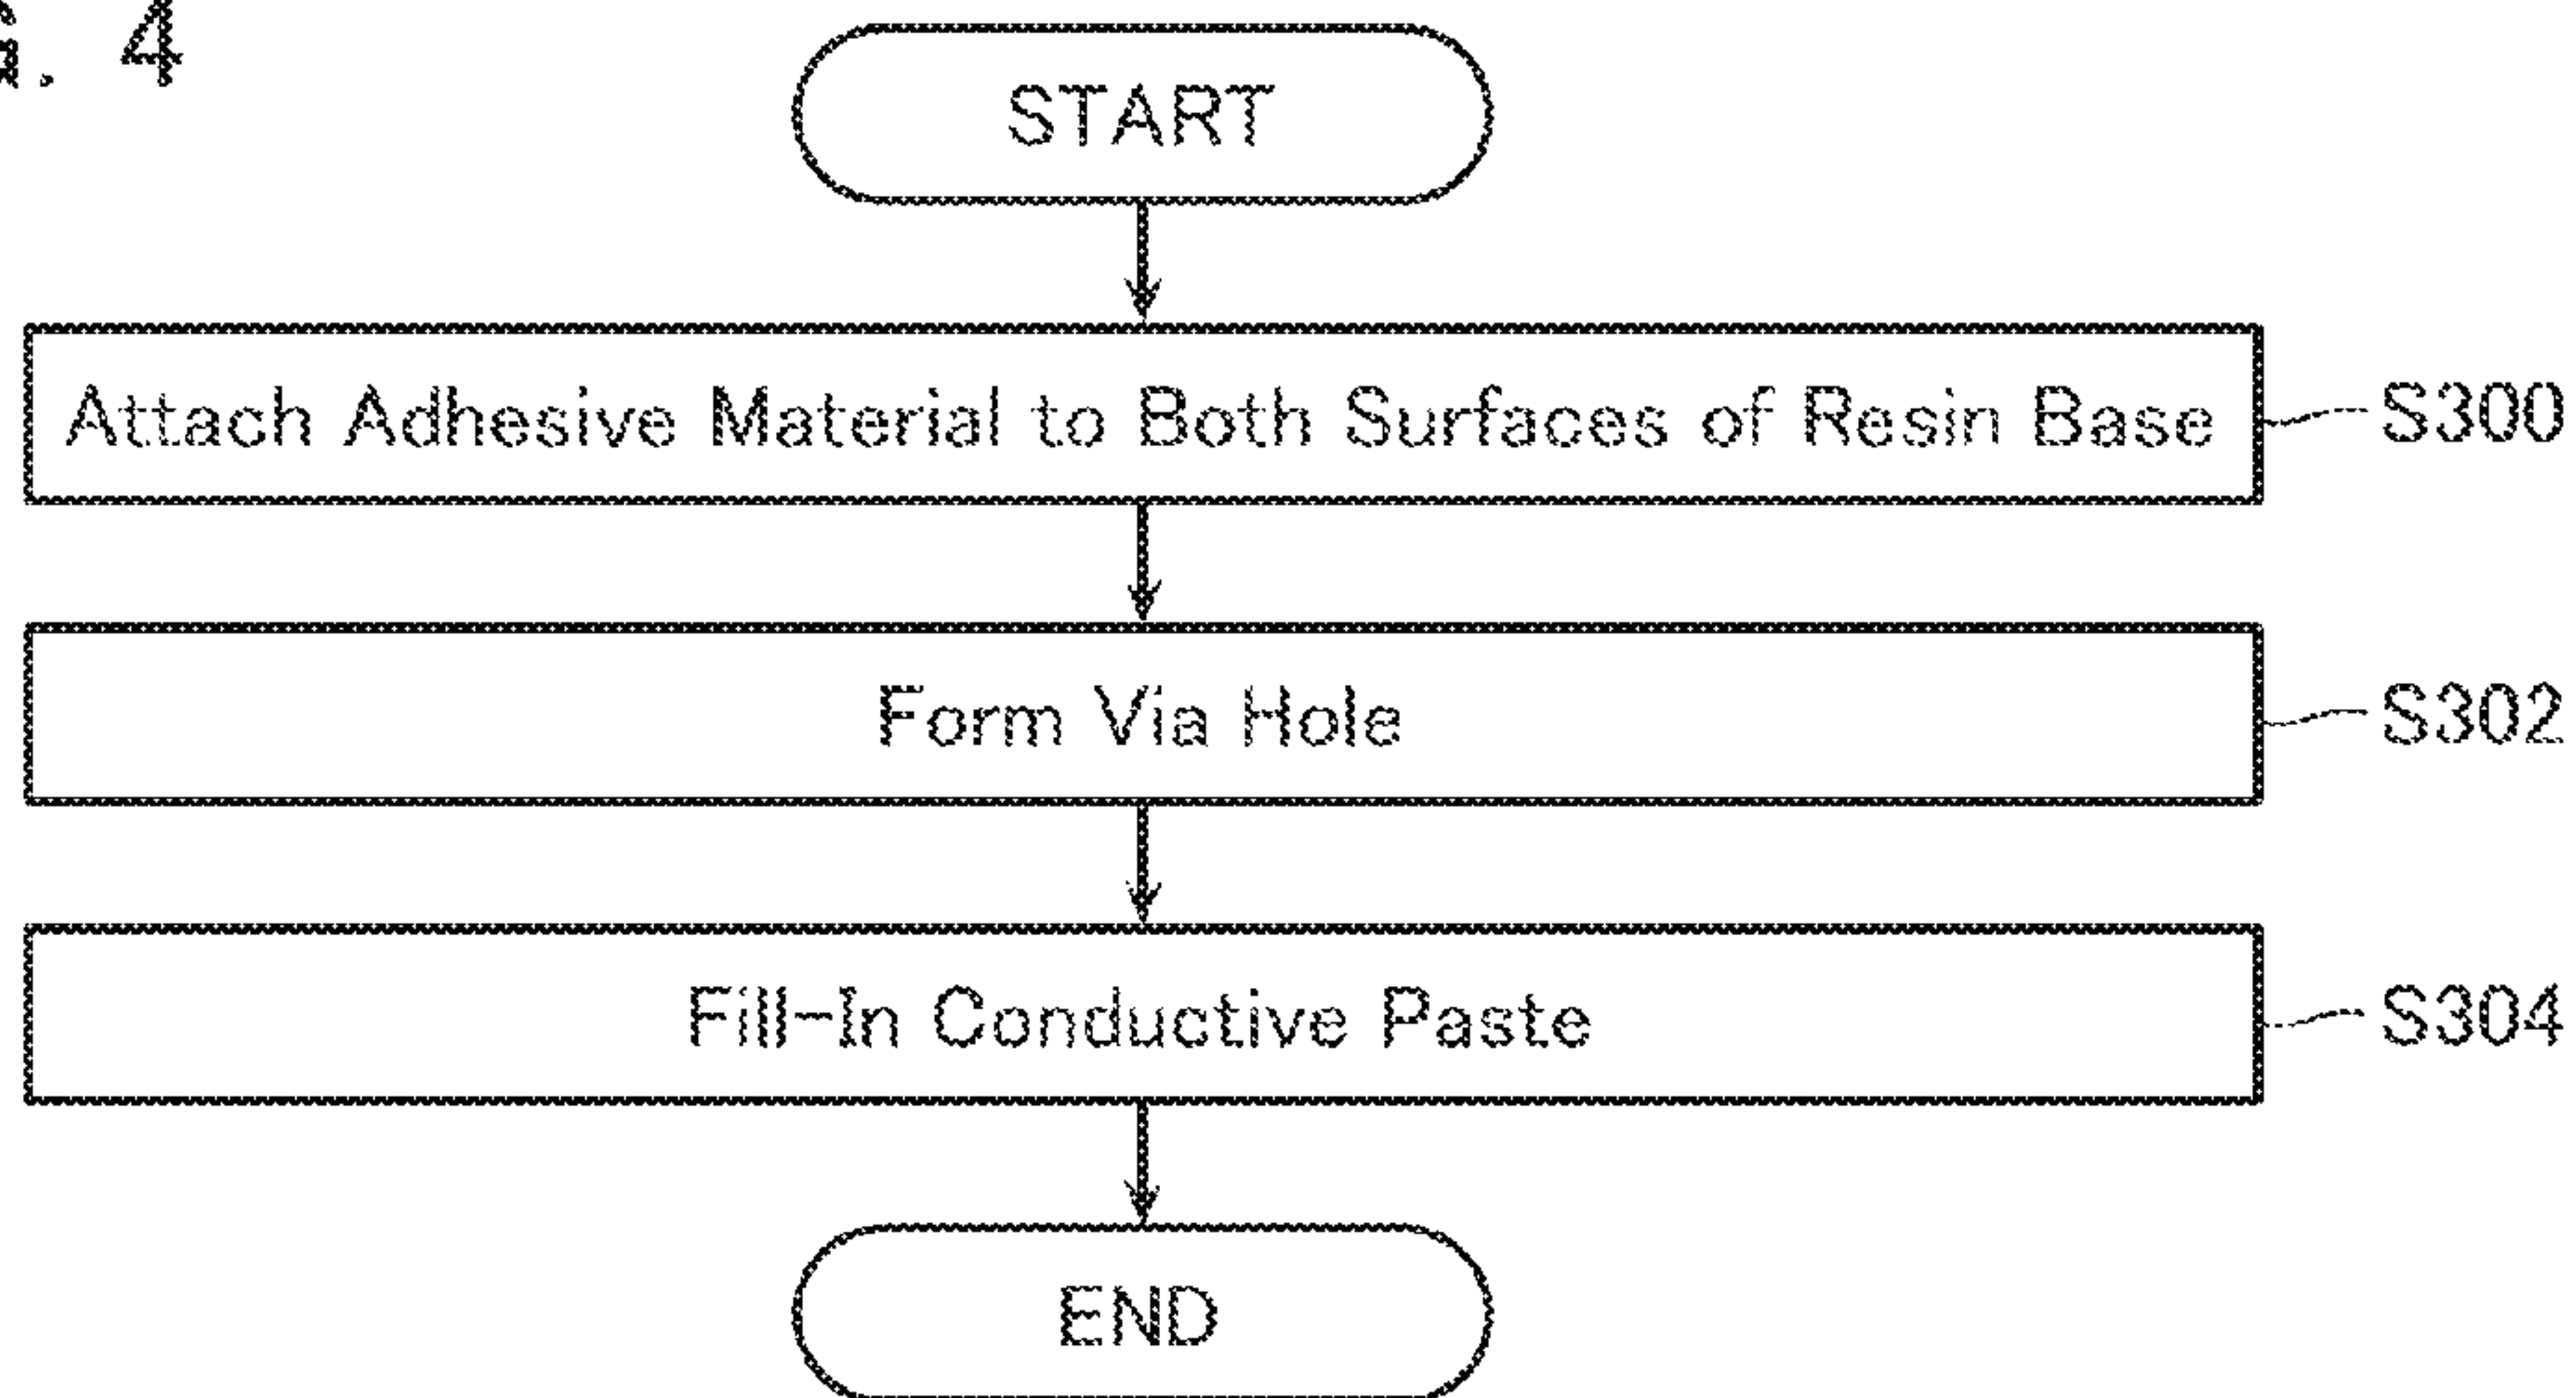 G. 4
START
Attach Adhesive Material to Both Surfaces of Resin Base
S300
Form Via Hole
S302
Fill-In Conductive Paste
S304
END